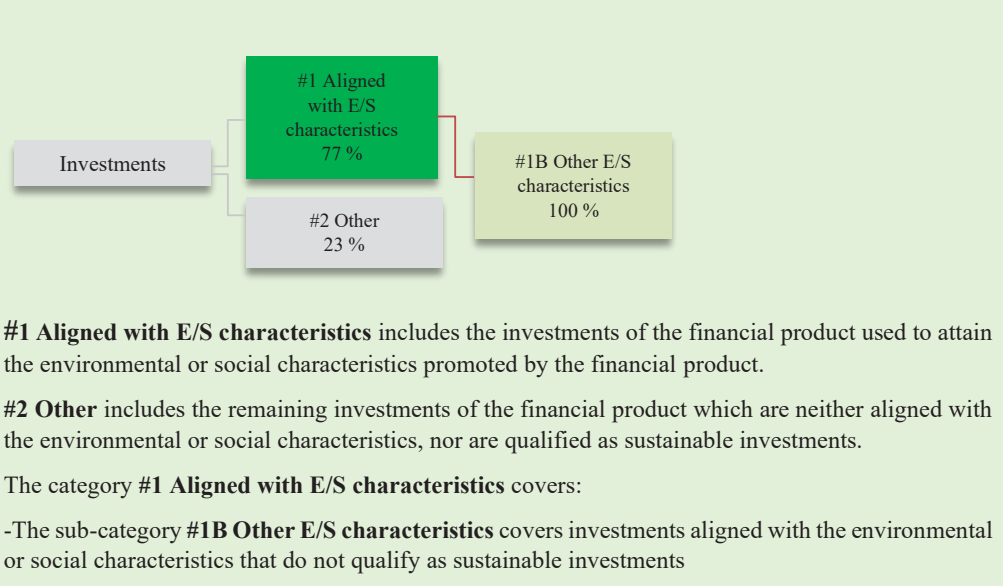 #1 Aligned
with E/S
characteristics
77 %
Investments
#1B Other E/S
characteristics
100 %
#2 Other
23 %
#1 Aligned with E/S characteristics includes the investments of the financial product used to attain
the environmental or social characteristics promoted by the financial product.
#2 Other includes the remaining investments of the financial product which are neither aligned with
the environmental or social characteristics, nor are qualified as sustainable investments.
The category #1 Aligned with E/S characteristics covers:
-The sub-category #1B Other E/S characteristics covers investments aligned with the environmental
or social characteristics that do not qualify as sustainable investments